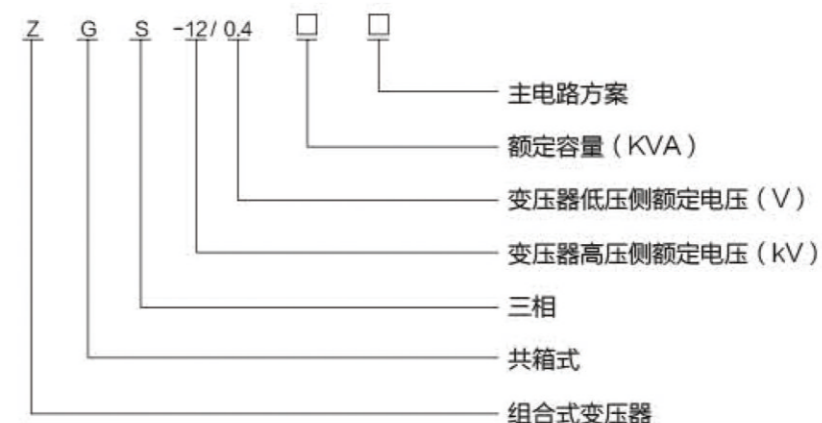 Z G S -12/ 0.4 □ □
主电路方案
额定容量（KVA）
变压器低压侧额定电压（V）
变压器高压侧额定电压（kV）
三相
共箱式
组合式变压器